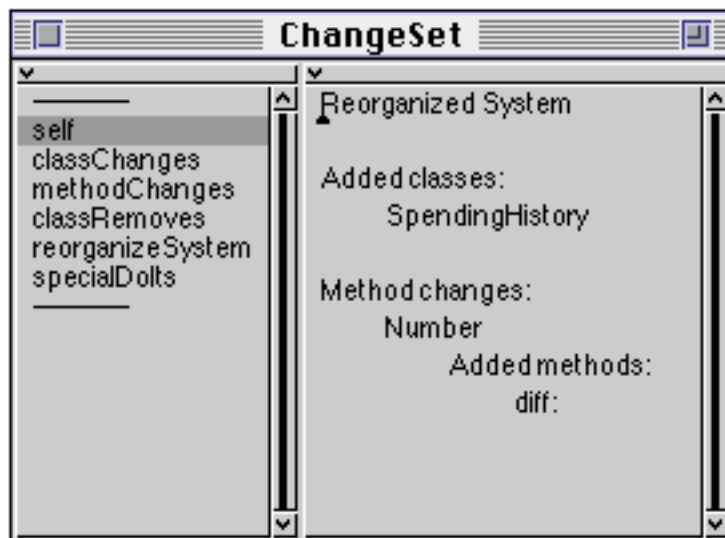 ChangeSet
self
classChanges
methodChanges
classRemoves
reorganizeSystem
specialDoIts
Reorganized System
Added classes:
SpendingHistory
Method changes:
Number
Added methods:
diff: